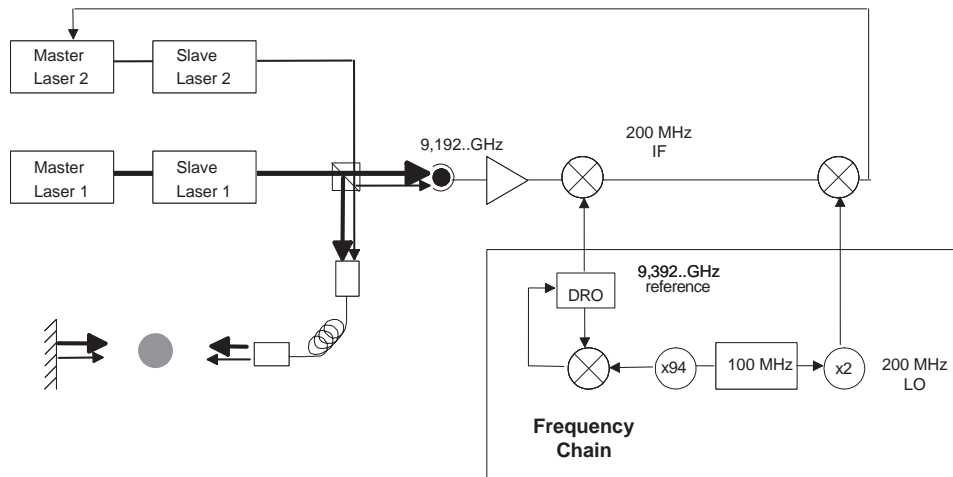 Master
Laser 2
Slave
Laser 2
Master
Laser 1
Slave
Laser 1
9,192..GHz
200 MHz
IF
DRO
9,392..GHz
reference
x94
100 MHz
x2
200 MHz
LO
Frequency
Chain